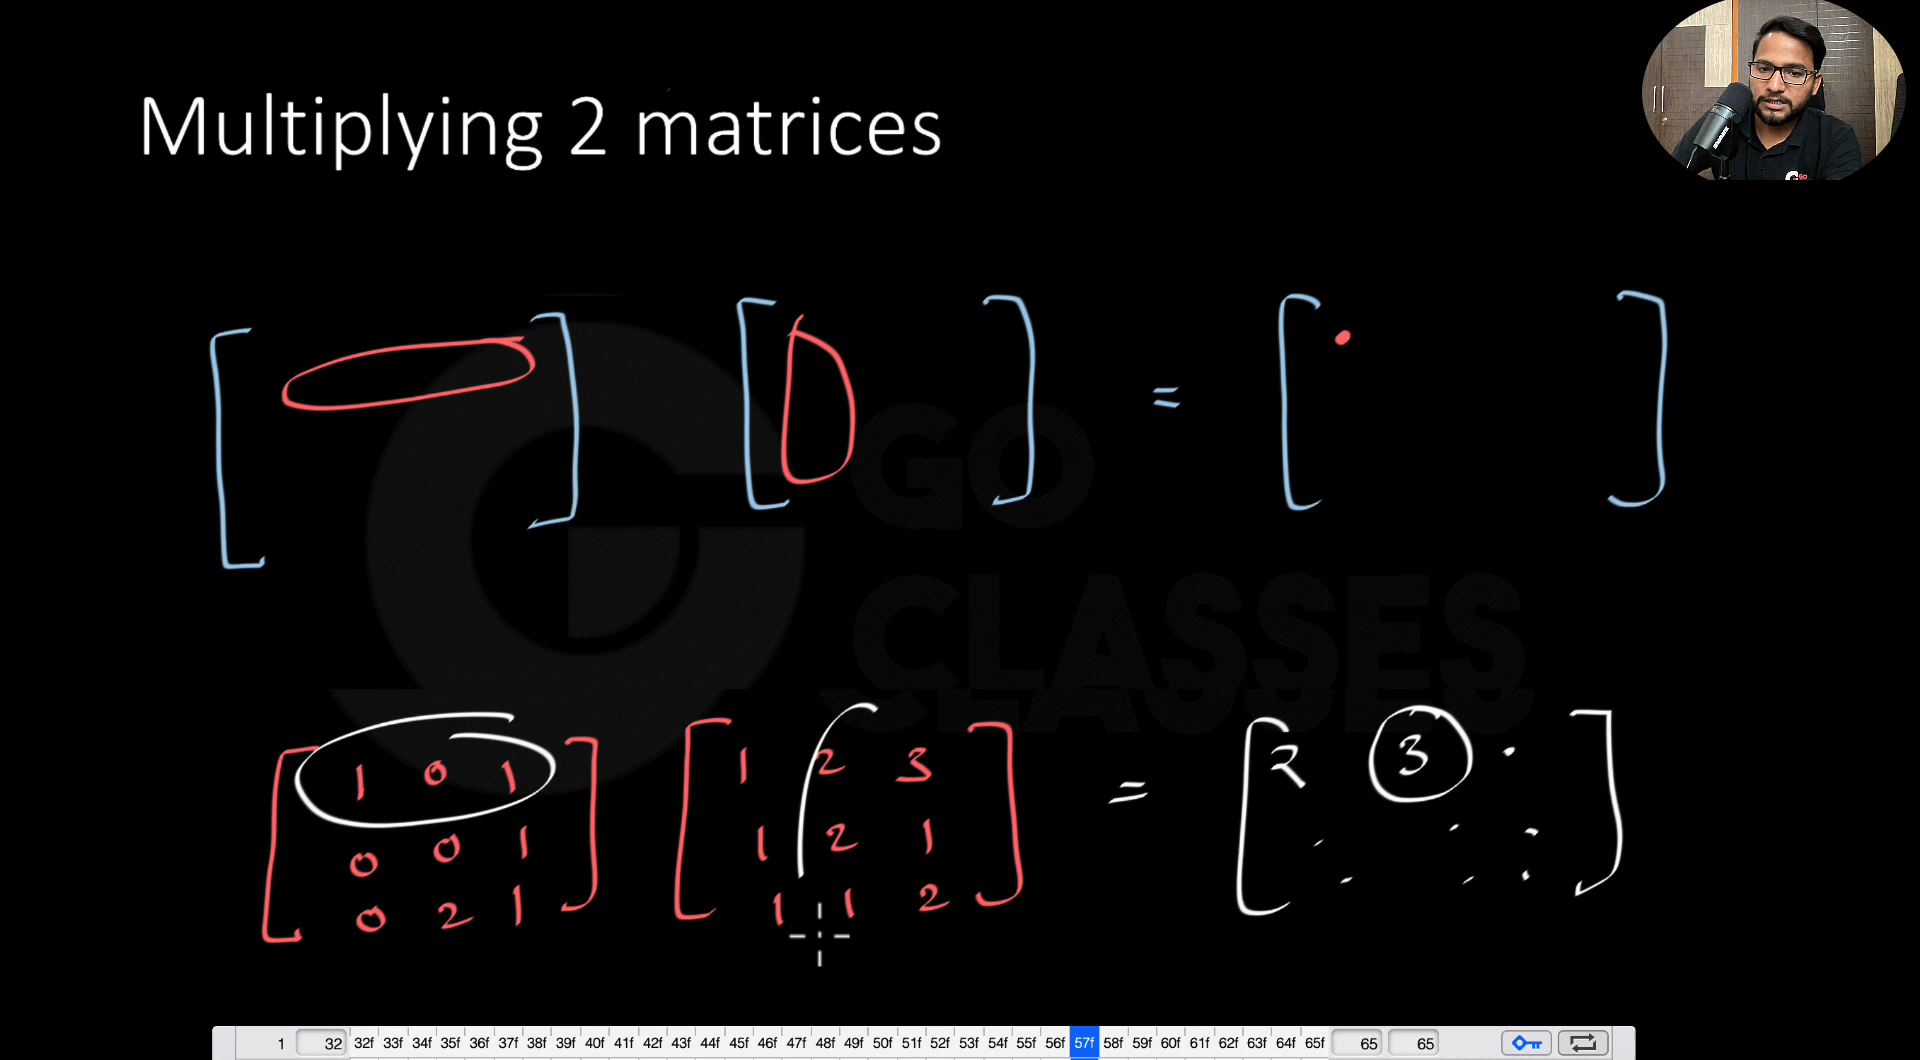 Multiplying 2 matrices
=
GO
CLASSES
1 0 1 1 2 3 = 2 3 .
0 0 1 1 2 1
0 2 1 1 1 2
1 32 32f 33f 34f 35f 36f 37f 38f 39f 40f 41f 42f 43f 44f 45f 46f 47f 48f 49f 50f 51f 52f 53f 54f 55f 56f 57f 58f 59f 60f 61f 62f 63f 64f 65f 65 65